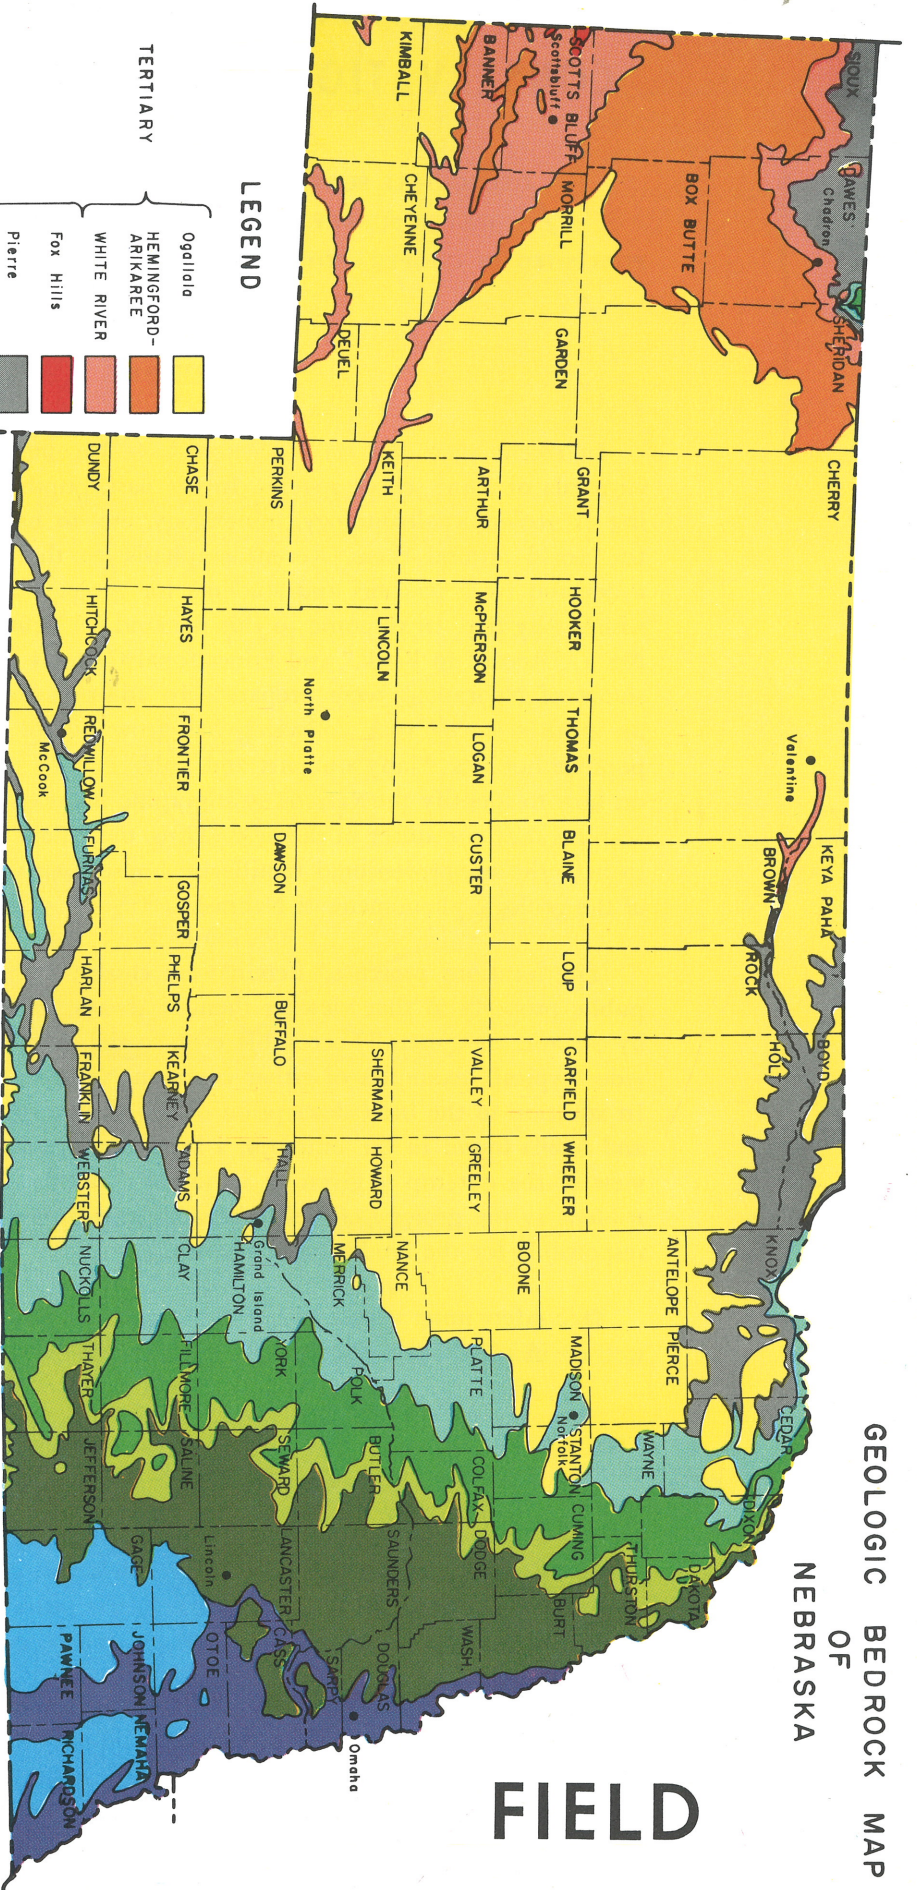 GEOLOGIC BEDROCK MAP
OF
NEBRASKA
FIELD
SIOUX
DAWES
Chadron
SHERIDAN
CHERRY
Valentine
KEYA PAHA
BROWN
ROCK
BOYD
HOLT
KNOX
CEDAR
DIXON
DAKOTA
SCOTTS BLUFF
Scottsbluff
BOX BUTTE
MORRILL
GARDEN
GRANT
HOOKER
THOMAS
BLAINE
LOUP
GARFIELD
WHEELER
ANTELOPE
PIERCE
WAYNE
THURSTON
BANNER
ARTHUR
McPHERSON
LOGAN
CUSTER
VALLEY
GREELEY
BOONE
MADISON
Norfolk
STANTON
CUMING
BURT
KIMBALL
CHEYENNE
DEUEL
KEITH
LINCOLN
North Platte
SHERMAN
HOWARD
NANCE
PLATTE
COLFAX
DODGE
WASH.
PERKINS
DAWSON
BUFFALO
HALL
Grand Island
MERRICK
POLK
BUTLER
SAUNDERS
DOUGLAS
Omaha
SARPY
CHASE
HAYES
FRONTIER
GOSPER
PHELPS
KEARNEY
ADAMS
CLAY
HAMILTON
YORK
SEWARD
LANCASTER
Lincoln
CASS
OTOE
DUNDY
HITCHCOCK
REDWILLOW
McCook
FURNAS
HARLAN
FRANKLIN
WEBSTER
NUCKOLLS
FILLMORE
THAYER
SALINE
JEFFERSON
GAGE
JOHNSON
NEMAHA
PAWNEE
RICHARDSON
LEGEND
TERTIARY
Ogallala
HEMINGFORD-
ARIKAREE
WHITE RIVER
Fox Hills
Pierre